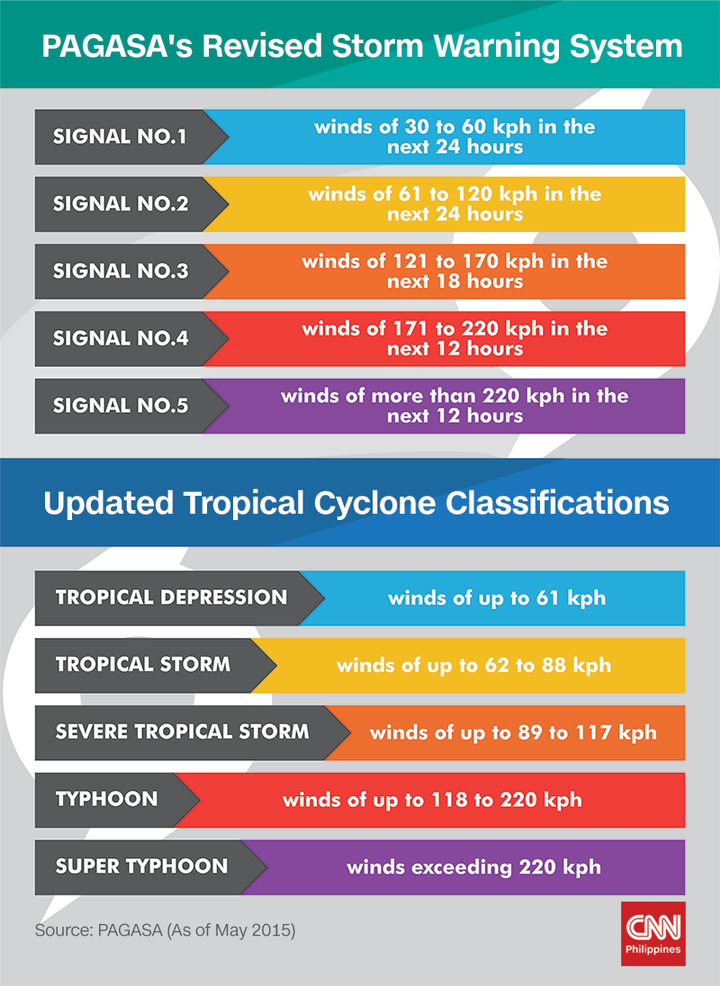 PAGASA's Revised Storm Warning System
SIGNAL NO.1
winds of 30 to 60 kph in the
next 24 hours
SIGNAL NO.2
winds of 61 to 120 kph in the
next 24 hours
SIGNAL NO.3
winds of 121 to 170 kph in the
next 18 hours
SIGNAL NO.4
winds of 171 to 220 kph in the
next 12 hours
SIGNAL NO.5
winds of more than 220 kph in the
next 12 hours
Updated Tropical Cyclone Classifications
TROPICAL DEPRESSION
winds of up to 61 kph
TROPICAL STORM
winds of up to 62 to 88 kph
SEVERE TROPICAL STORM
winds of up to 89 to 117 kph
TYPHOON
winds of up to 118 to 220 kph
SUPER TYPHOON
winds exceeding 220 kph
Source: PAGASA (As of May 2015)
CNN
Philippines